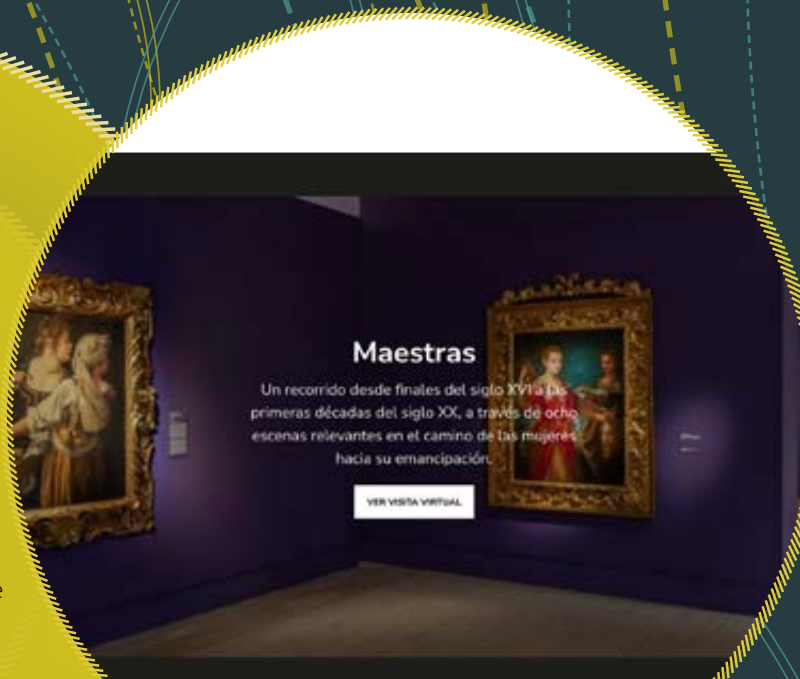 Maestras
Un recorrido desde finales del siglo XVI a las
primeras décadas del siglo XX, a través de ocho
escenas relevantes en el camino de las mujeres
hacia su emancipación.
VER VISITA VIRTUAL
e